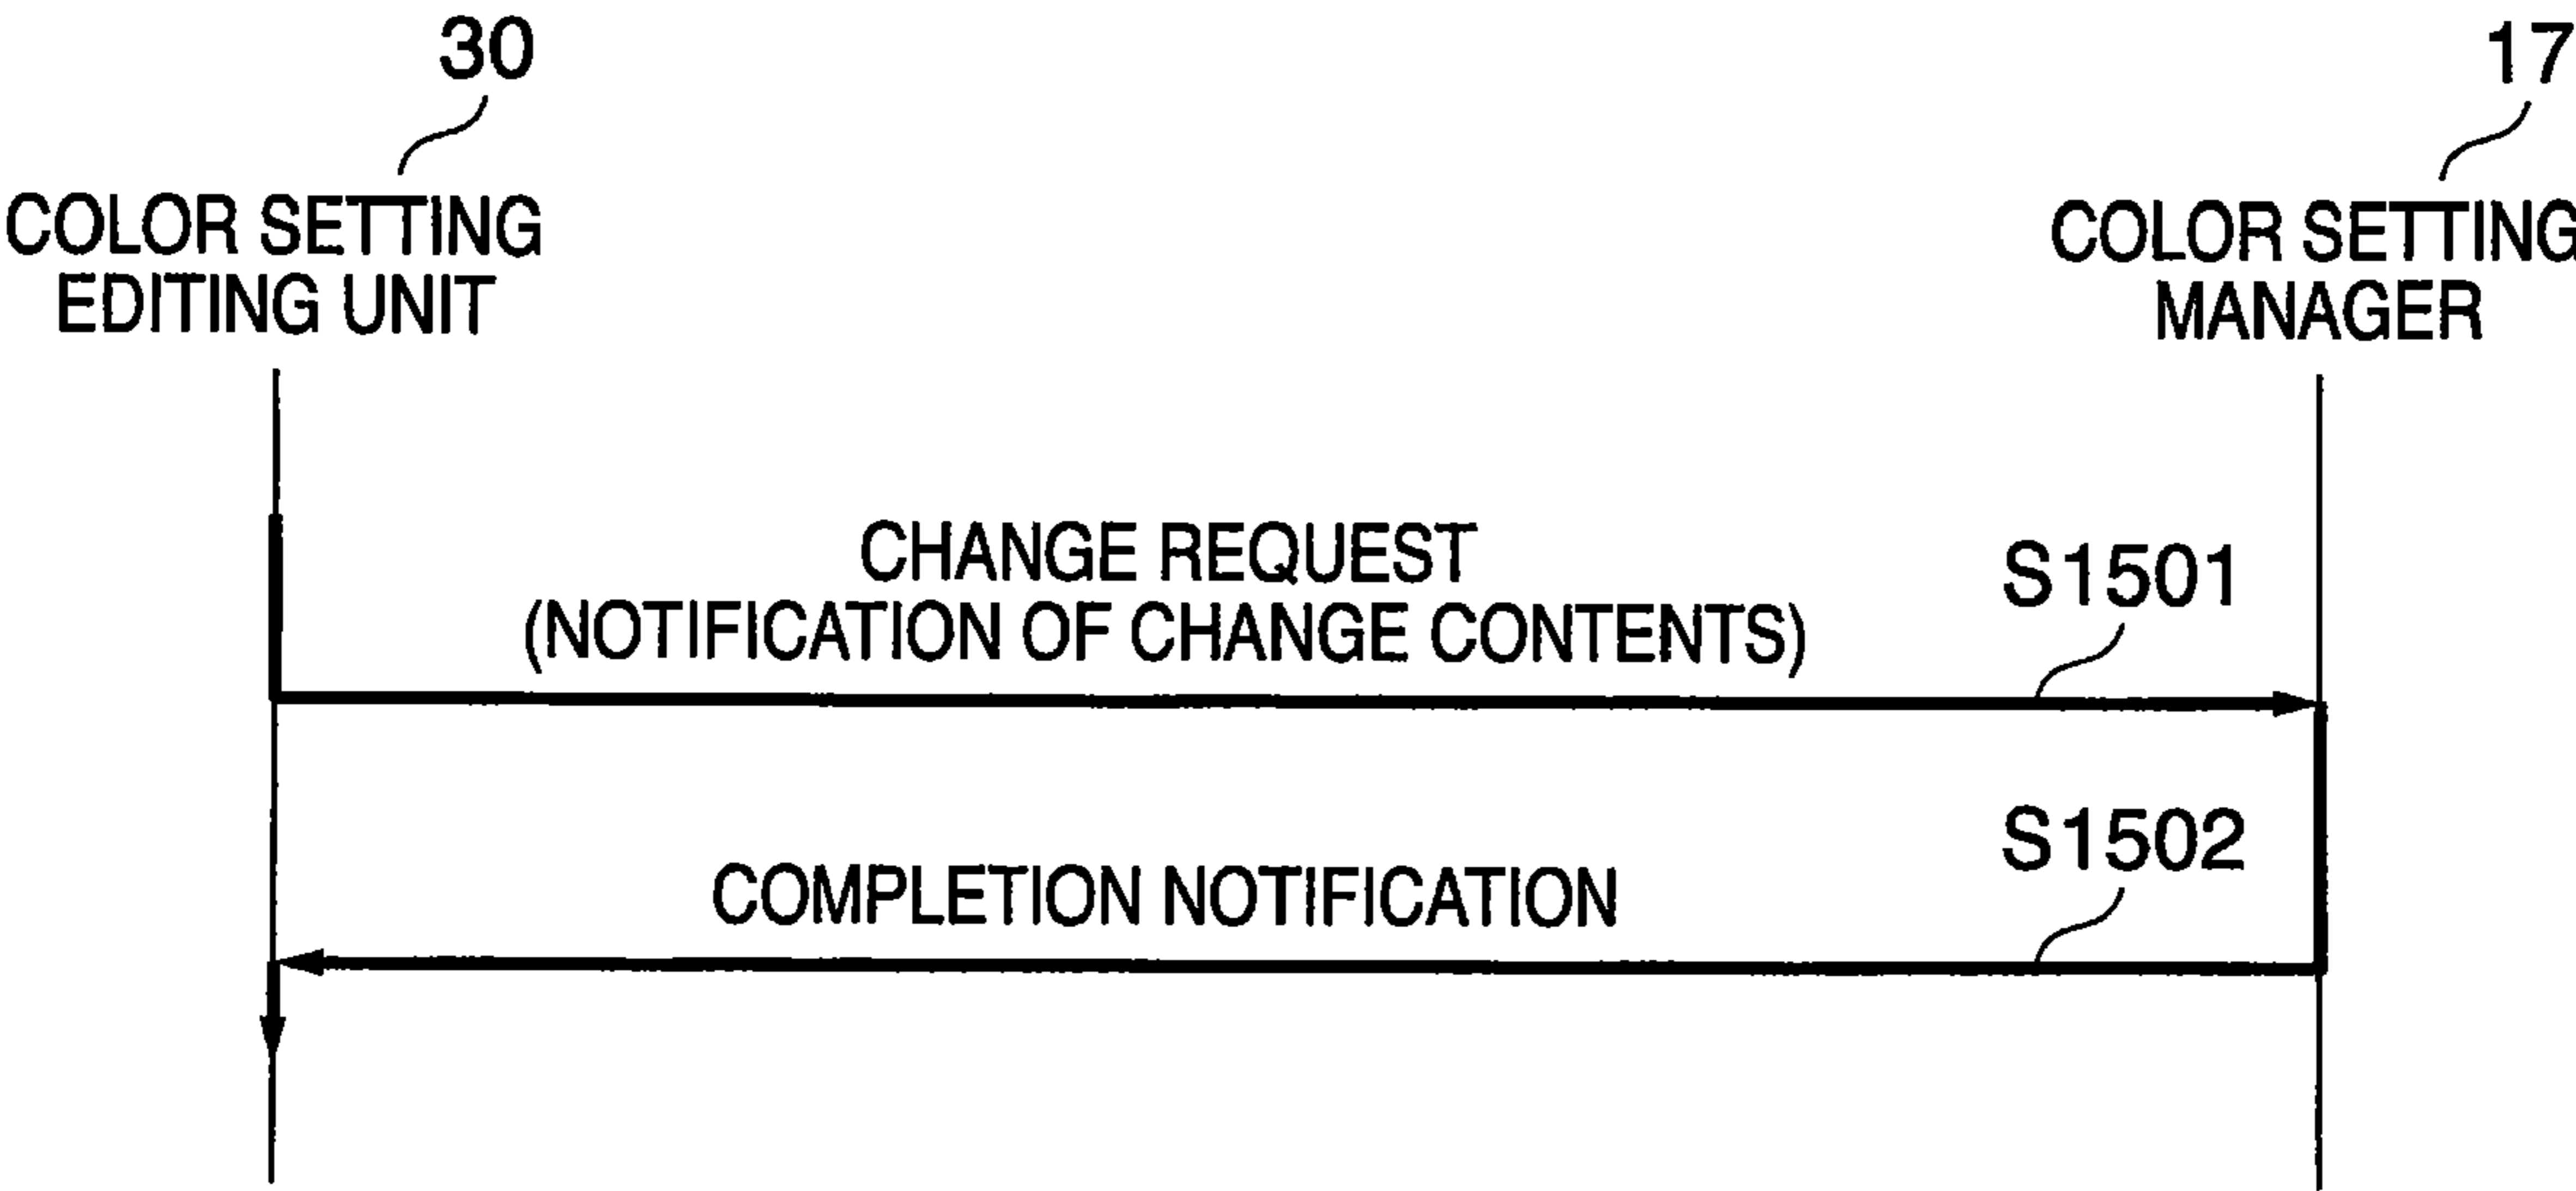 30
17
COLOR SETTING
EDITING UNIT
COLOR SETTING
MANAGER
CHANGE REQUEST
(NOTIFICATION OF CHANGE CONTENTS)
S1501
S1502
COMPLETION NOTIFICATION